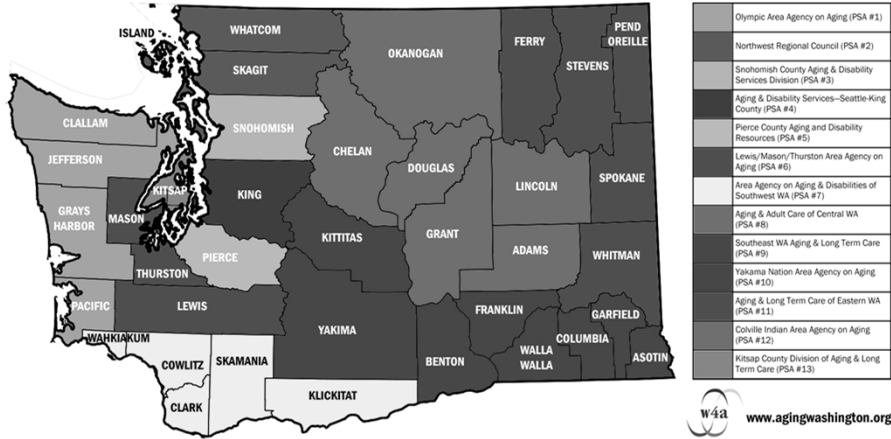 ISLAND
WHATCOM
SKAGIT
SNOHOMISH
OKANOGAN
FERRY
STEVENS
PEND
OREILLE
CLALLAM
JEFFERSON
KITSAP
KING
CHELAN
DOUGLAS
LINCOLN
SPOKANE
GRAYS
HARBOR
MASON
PIERCE
KITTITAS
GRANT
ADAMS
WHITMAN
THURSTON
PACIFIC
LEWIS
YAKIMA
FRANKLIN
GARFIELD
WAHKIAKUM
COWLITZ
SKAMANIA
BENTON
WALLA
WALLA
COLUMBIA
ASOTIN
CLARK
KLICKITAT
Olympic Area Agency on Aging (PSA #1)
Northwest Regional Council (PSA #2)
Snohomish County Aging & Disability
Services Division (PSA #3)
Aging & Disability Services—Seattle-King
County (PSA #4)
Pierce County Aging and Disability
Resources (PSA #5)
Lewis/Mason/Thurston Area Agency on
Aging (PSA #6)
Area Agency on Aging & Disabilities of
Southwest WA (PSA #7)
Aging & Adult Care of Central WA
(PSA #8)
Southeast WA Aging & Long Term Care
(PSA #9)
Yakama Nation Area Agency on Aging
(PSA #10)
Aging & Long Term Care of Eastern WA
(PSA #11)
Colville Indian Area Agency on Aging
(PSA #12)
Kitsap County Division of Aging & Long
Term Care (PSA #13)
w4a
www.agingwashington.org